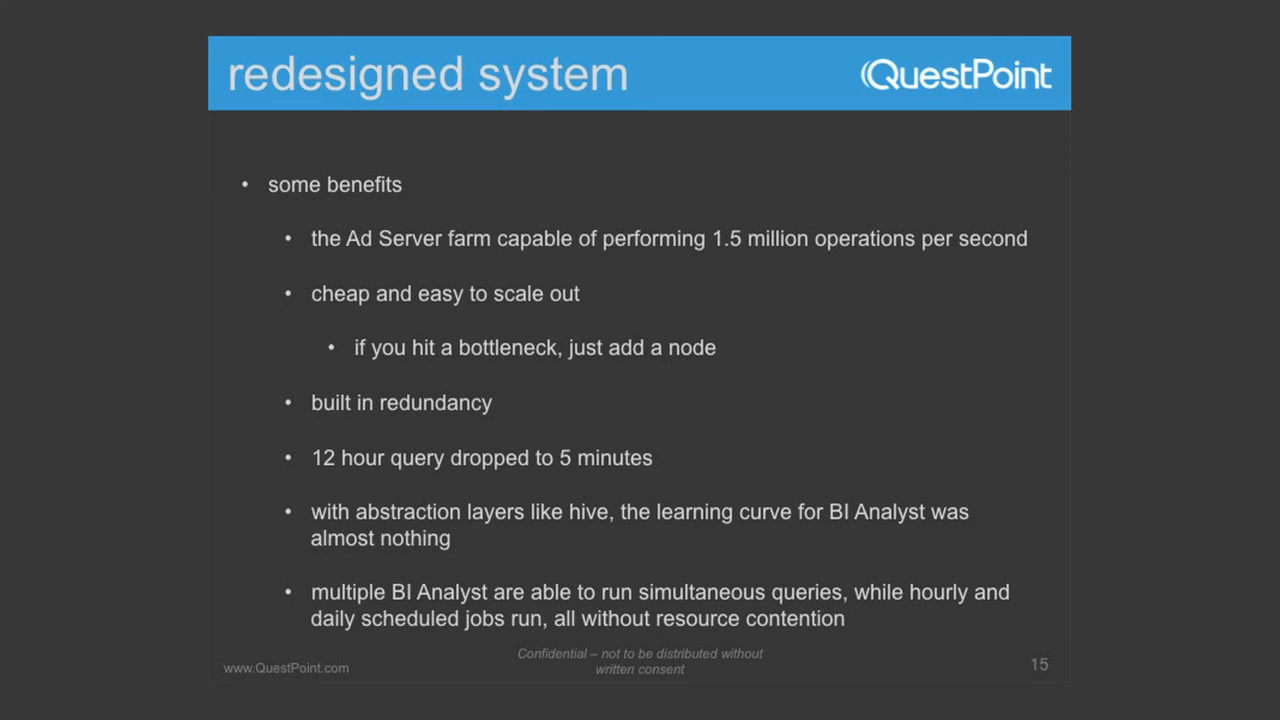 redesigned system
QuestPoint
• some benefits
• the Ad Server farm capable of performing 1.5 million operations per second
• cheap and easy to scale out
• if you hit a bottleneck, just add a node
• built in redundancy
• 12 hour query dropped to 5 minutes
• with abstraction layers like hive, the learning curve for BI Analyst was
almost nothing
• multiple BI Analyst are able to run simultaneous queries, while hourly and
daily scheduled jobs run, all without resource contention
www.QuestPoint.com
Confidential – not to be distributed without
written consent
15